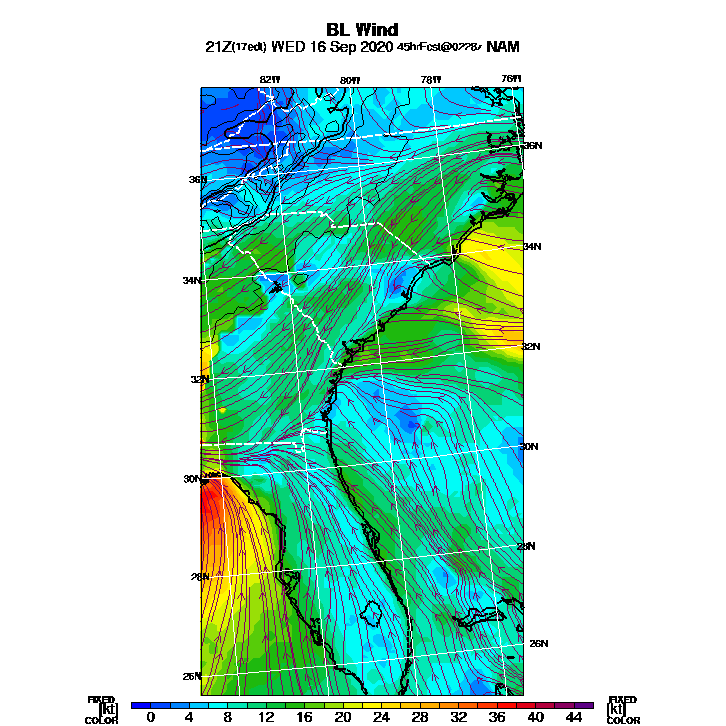 BL Wind
21Z(17edt) WED 16 Sep 2020 45hrFcst@0228z NAM
82W 80W 78W 76W
36N
36N
34N
34N
32N
32N
30N
30N
28N
28N
26N
26N
FIXED FIXED
[kt] 0 4 8 12 16 20 24 28 32 36 40 44 [kt]
COLOR COLOR